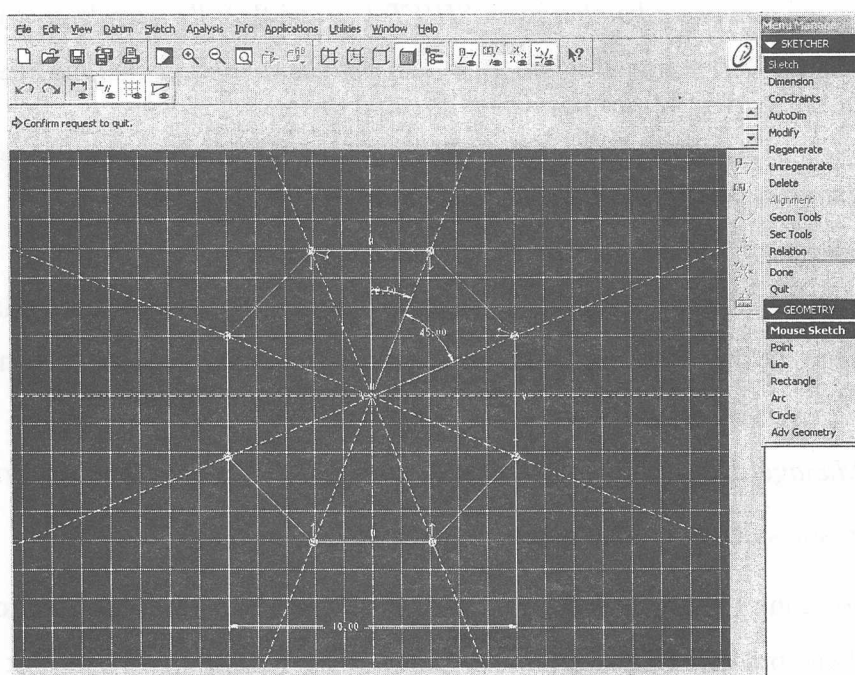 File Edit View Datum Sketch Analysis Info Applications Utilities Window Help
Confirm request to quit.
Menu Manager
SKETCHER
Sketch
Dimension
Constraints
AutoDim
Modify
Regenerate
Unregenerate
Delete
Alignment
Geom Tools
Sec Tools
Relation
Done
Quit
GEOMETRY
Mouse Sketch
Point
Line
Rectangle
Arc
Circle
Adv Geometry
45.00
10.00